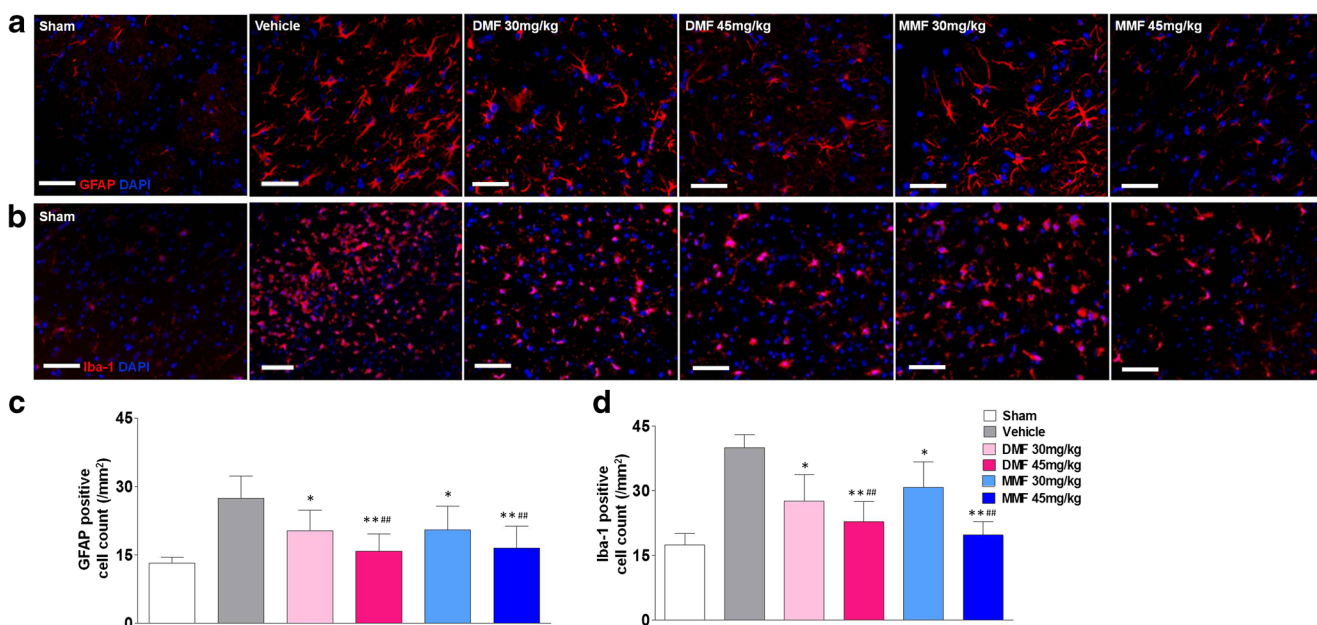 a
Sham
Vehicle
DMF 30mg/kg
DMF 45mg/kg
MMF 30mg/kg
MMF 45mg/kg
GFAP DAPI
b
Sham
Iba-1 DAPI
c
GFAP positive
cell count (/mm²)
45
30
15
0
*
**##
*
**##
d
Iba-1 positive
cell count (/mm²)
45
30
15
0
*
**##
*
**##
Sham
Vehicle
DMF 30mg/kg
DMF 45mg/kg
MMF 30mg/kg
MMF 45mg/kg